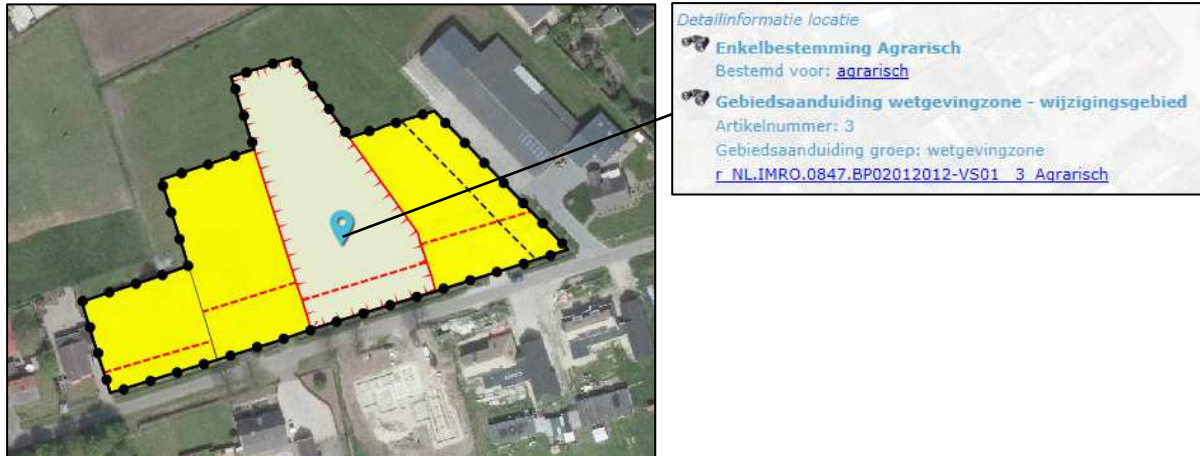 Detailinformatie locatie
Enkelbestemming Agrarisch
Bestemd voor: agrarisch
Gebiedsaanduiding wetgevingzone - wijzigingsgebied
Artikelnummer: 3
Gebiedsaanduiding groep: wetgevingzone
r_NL.IMRO.0847.BP02012012-VS01_3_Agrarisch